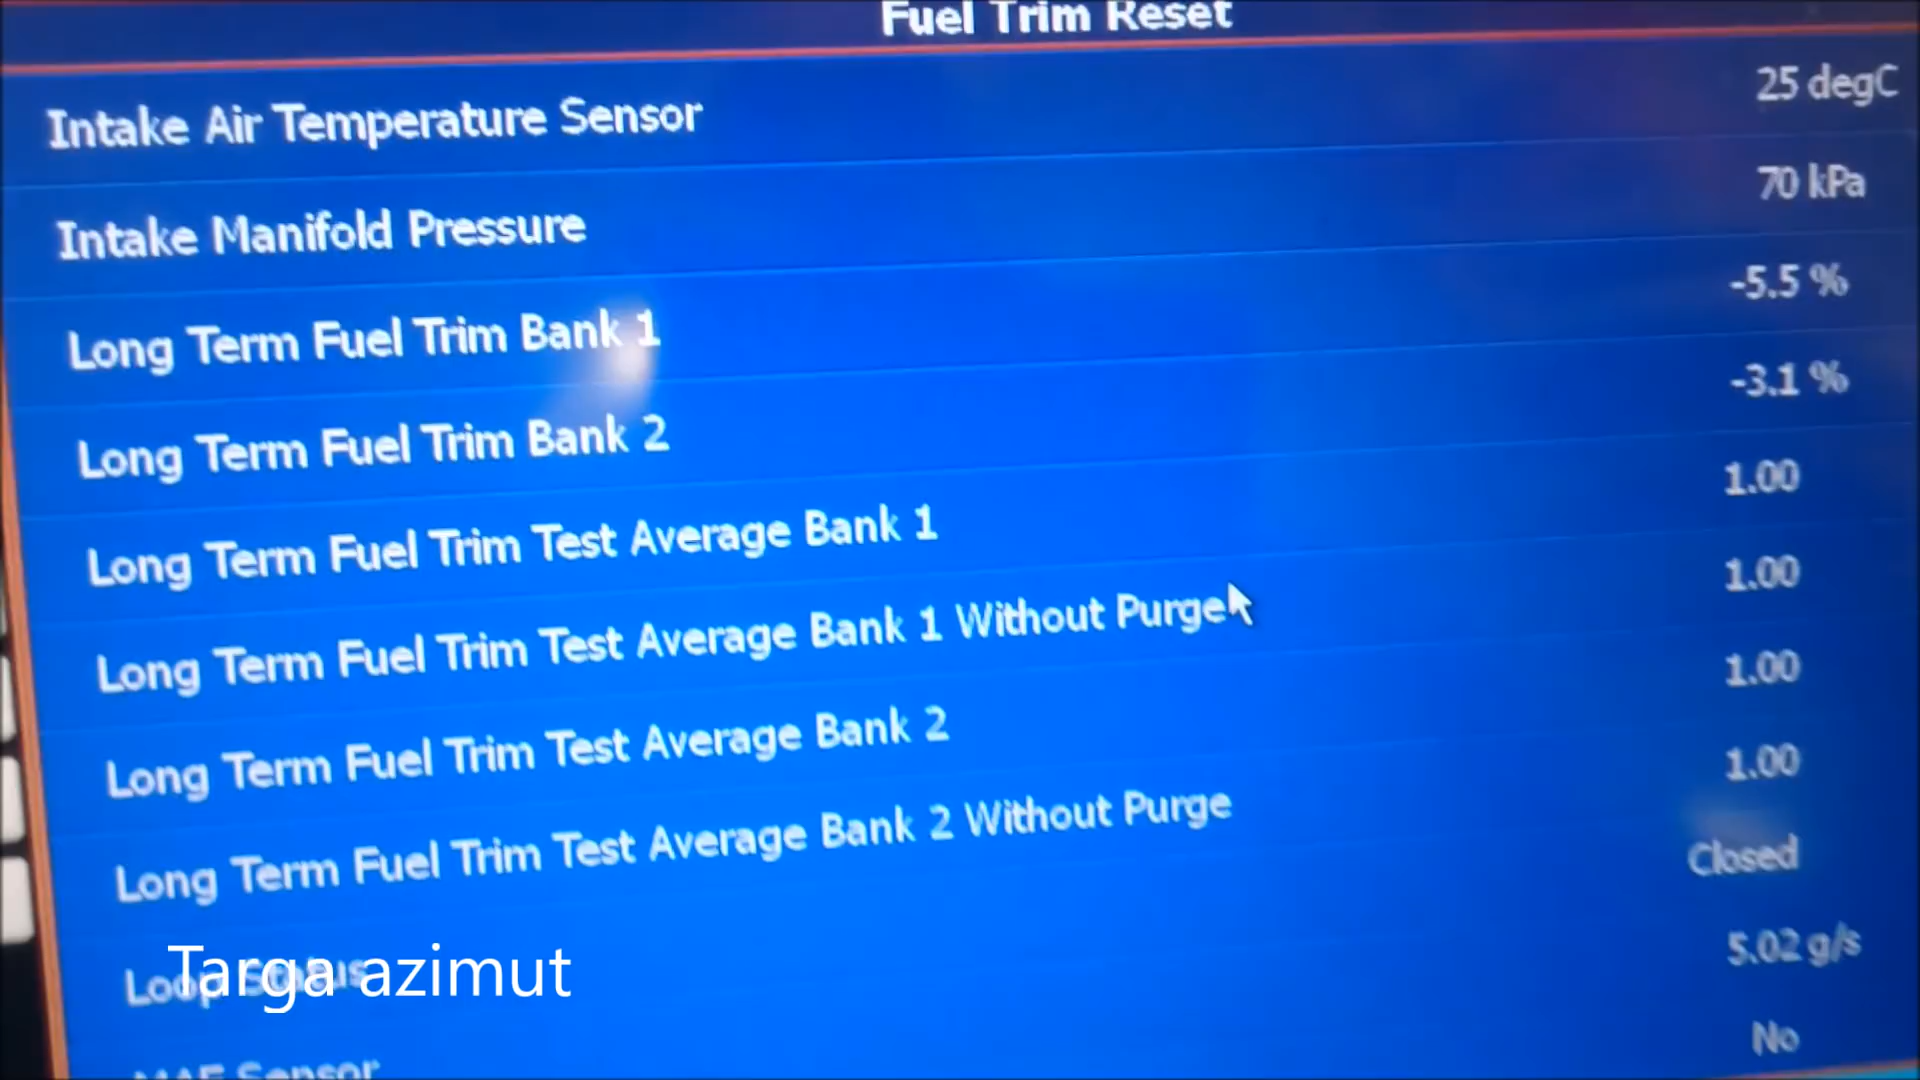 Fuel Trim Reset
Intake Air Temperature Sensor 25 degC
Intake Manifold Pressure 70 kPa
Long Term Fuel Trim Bank 1 -5.5 %
Long Term Fuel Trim Bank 2 -3.1 %
Long Term Fuel Trim Test Average Bank 1 1.00
Long Term Fuel Trim Test Average Bank 1 Without Purge 1.00
Long Term Fuel Trim Test Average Bank 2 1.00
Long Term Fuel Trim Test Average Bank 2 Without Purge 1.00
Loop Status Closed
Targa azimut
MAF Sensor 5.02 g/s
No